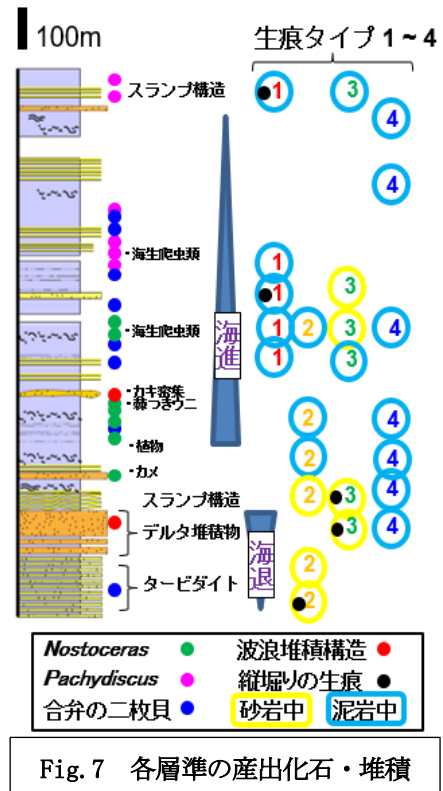 100m
生痕タイプ 1 ~ 4
スランプ構造
1
3
4
4
・海生爬虫類
1
1
3
・海生爬虫類
海進
1
2
3
4
1
3
・カキ密集
・棘つきウニ
2
4
・植物
2
4
・カメ
スランプ構造
2
3
4
デルタ堆積物
3
4
海退
タービダイト
2
2
Nostoceras
波浪堆積構造
Pachydiscus
縦堀りの生痕
合弁の二枚貝
砂岩中
泥岩中
Fig.7 各層準の産出化石・堆積